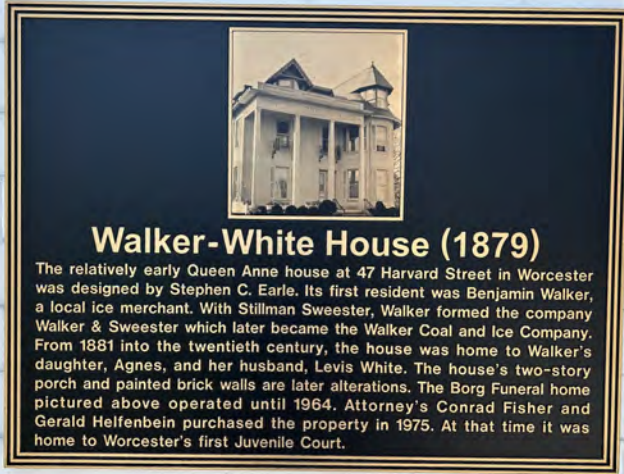 Walker-White House (1879)
The relatively early Queen Anne house at 47 Harvard Street in Worcester
was designed by Stephen C. Earle. Its first resident was Benjamin Walker,
a local ice merchant. With Stillman Sweester, Walker formed the company
Walker & Sweester which later became the Walker Coal and Ice Company.
From 1881 into the twentieth century, the house was home to Walker's
daughter, Agnes, and her husband, Levis White. The house's two-story
porch and painted brick walls are later alterations. The Borg Funeral home
pictured above operated until 1964. Attorney's Conrad Fisher and
Gerald Helfenbein purchased the property in 1975. At that time it was
home to Worcester's first Juvenile Court.